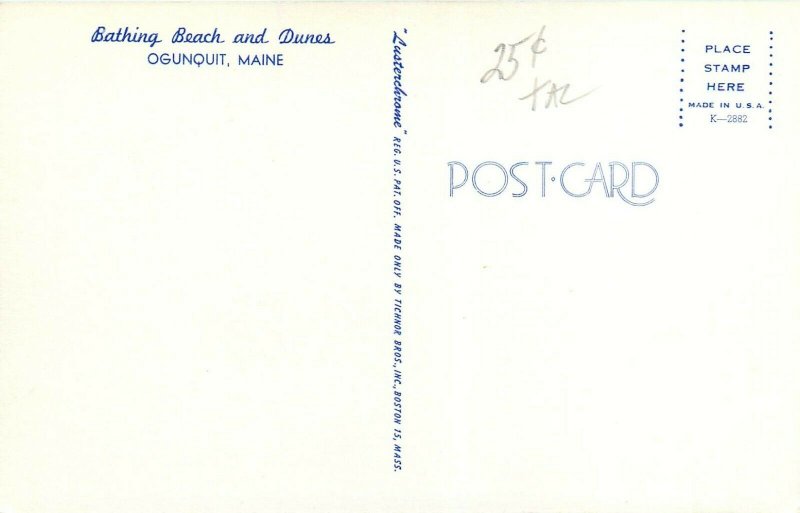 Bathing Beach and Dunes
OGUNQUIT, MAINE
"Lusterchrome" REG. U.S. PAT. OFF. MADE ONLY BY TICHNOR BROS., INC., BOSTON 15, MASS.
25¢
PLACE
STAMP
HERE
MADE IN U.S.A.
K—2882
POST·CARD